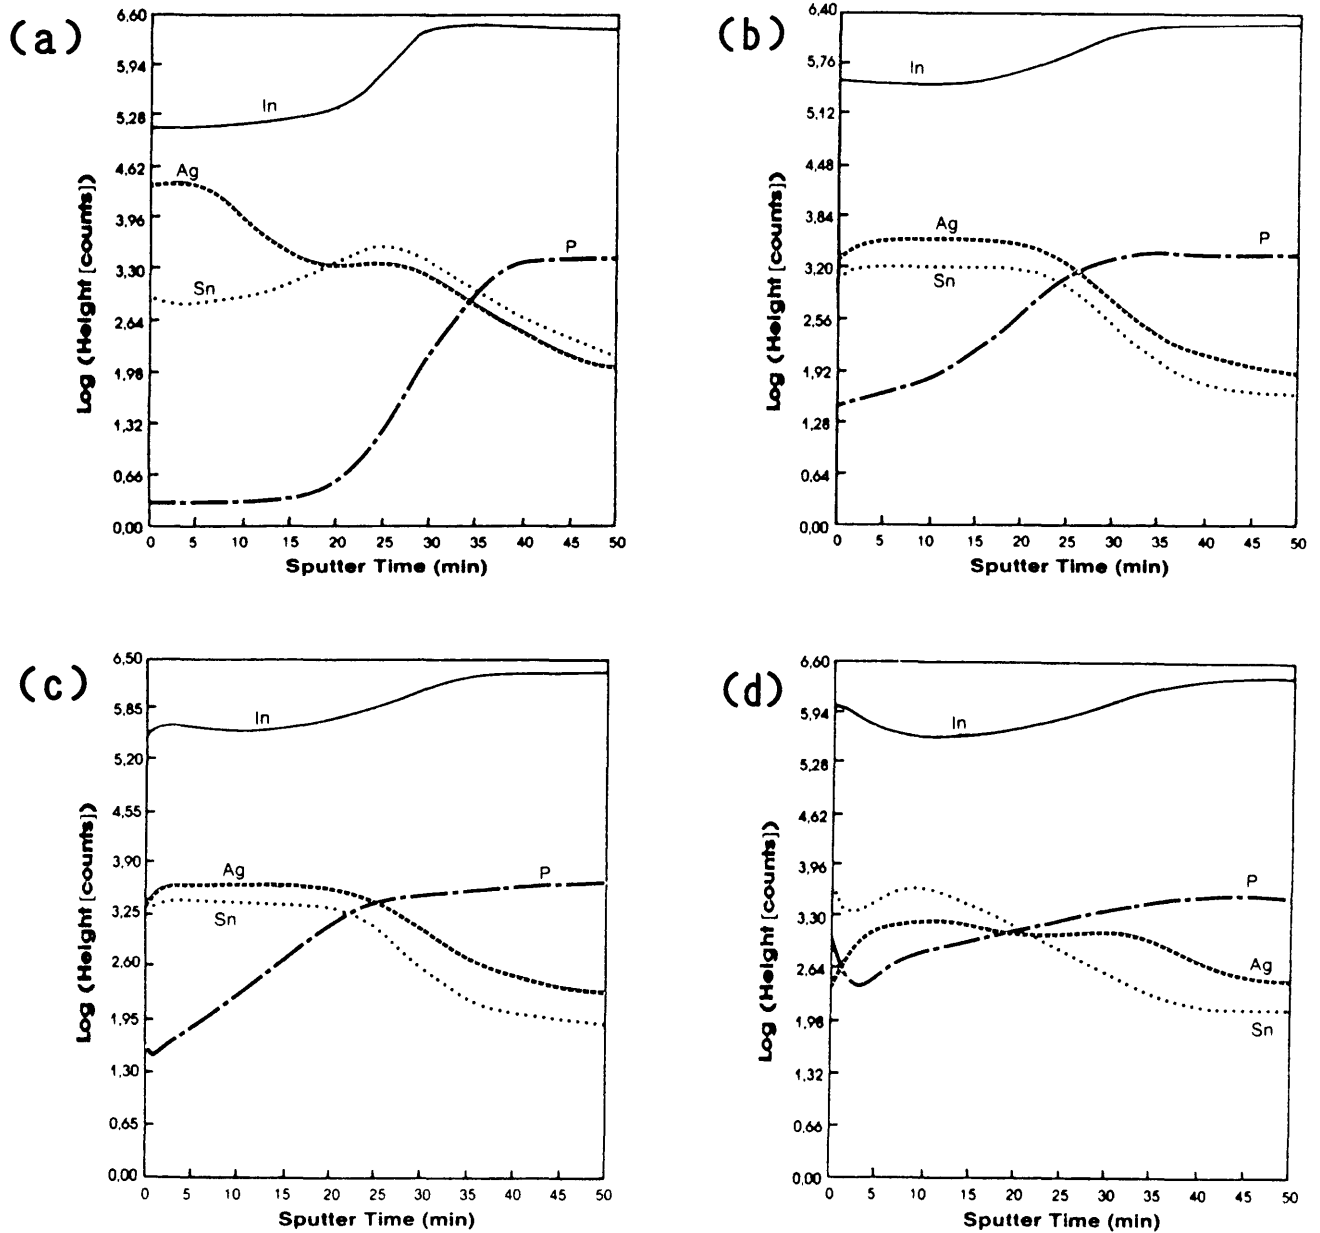 (a)
6.60
5,94
5,28
4,62
3,96
3,30
2,64
1,98
1,32
0,66
0,00
In
Ag
Sn
P
Log (Height [counts])
0 5 10 15 20 25 30 35 40 45 50
Sputter Time (min)
(b)
6,40
5,76
5,12
4,48
3,84
3,20
2,56
1,92
1,28
0,64
0,00
In
Ag
Sn
P
Log (Height [counts])
0 5 10 15 20 25 30 35 40 45 50
Sputter Time (min)
(c)
6,50
5,85
5,20
4,55
3,90
3,25
2,60
1,95
1,30
0,65
0,00
In
Ag
Sn
P
Log (Height [counts])
0 5 10 15 20 25 30 35 40 45 50
Sputter Time (min)
(d)
6,60
5,94
5,28
4,62
3,96
3,30
2,64
1,98
1,32
0,66
0,00
In
P
Ag
Sn
Log (Height [counts])
0 5 10 15 20 25 30 35 40 45 50
Sputter Time (min)